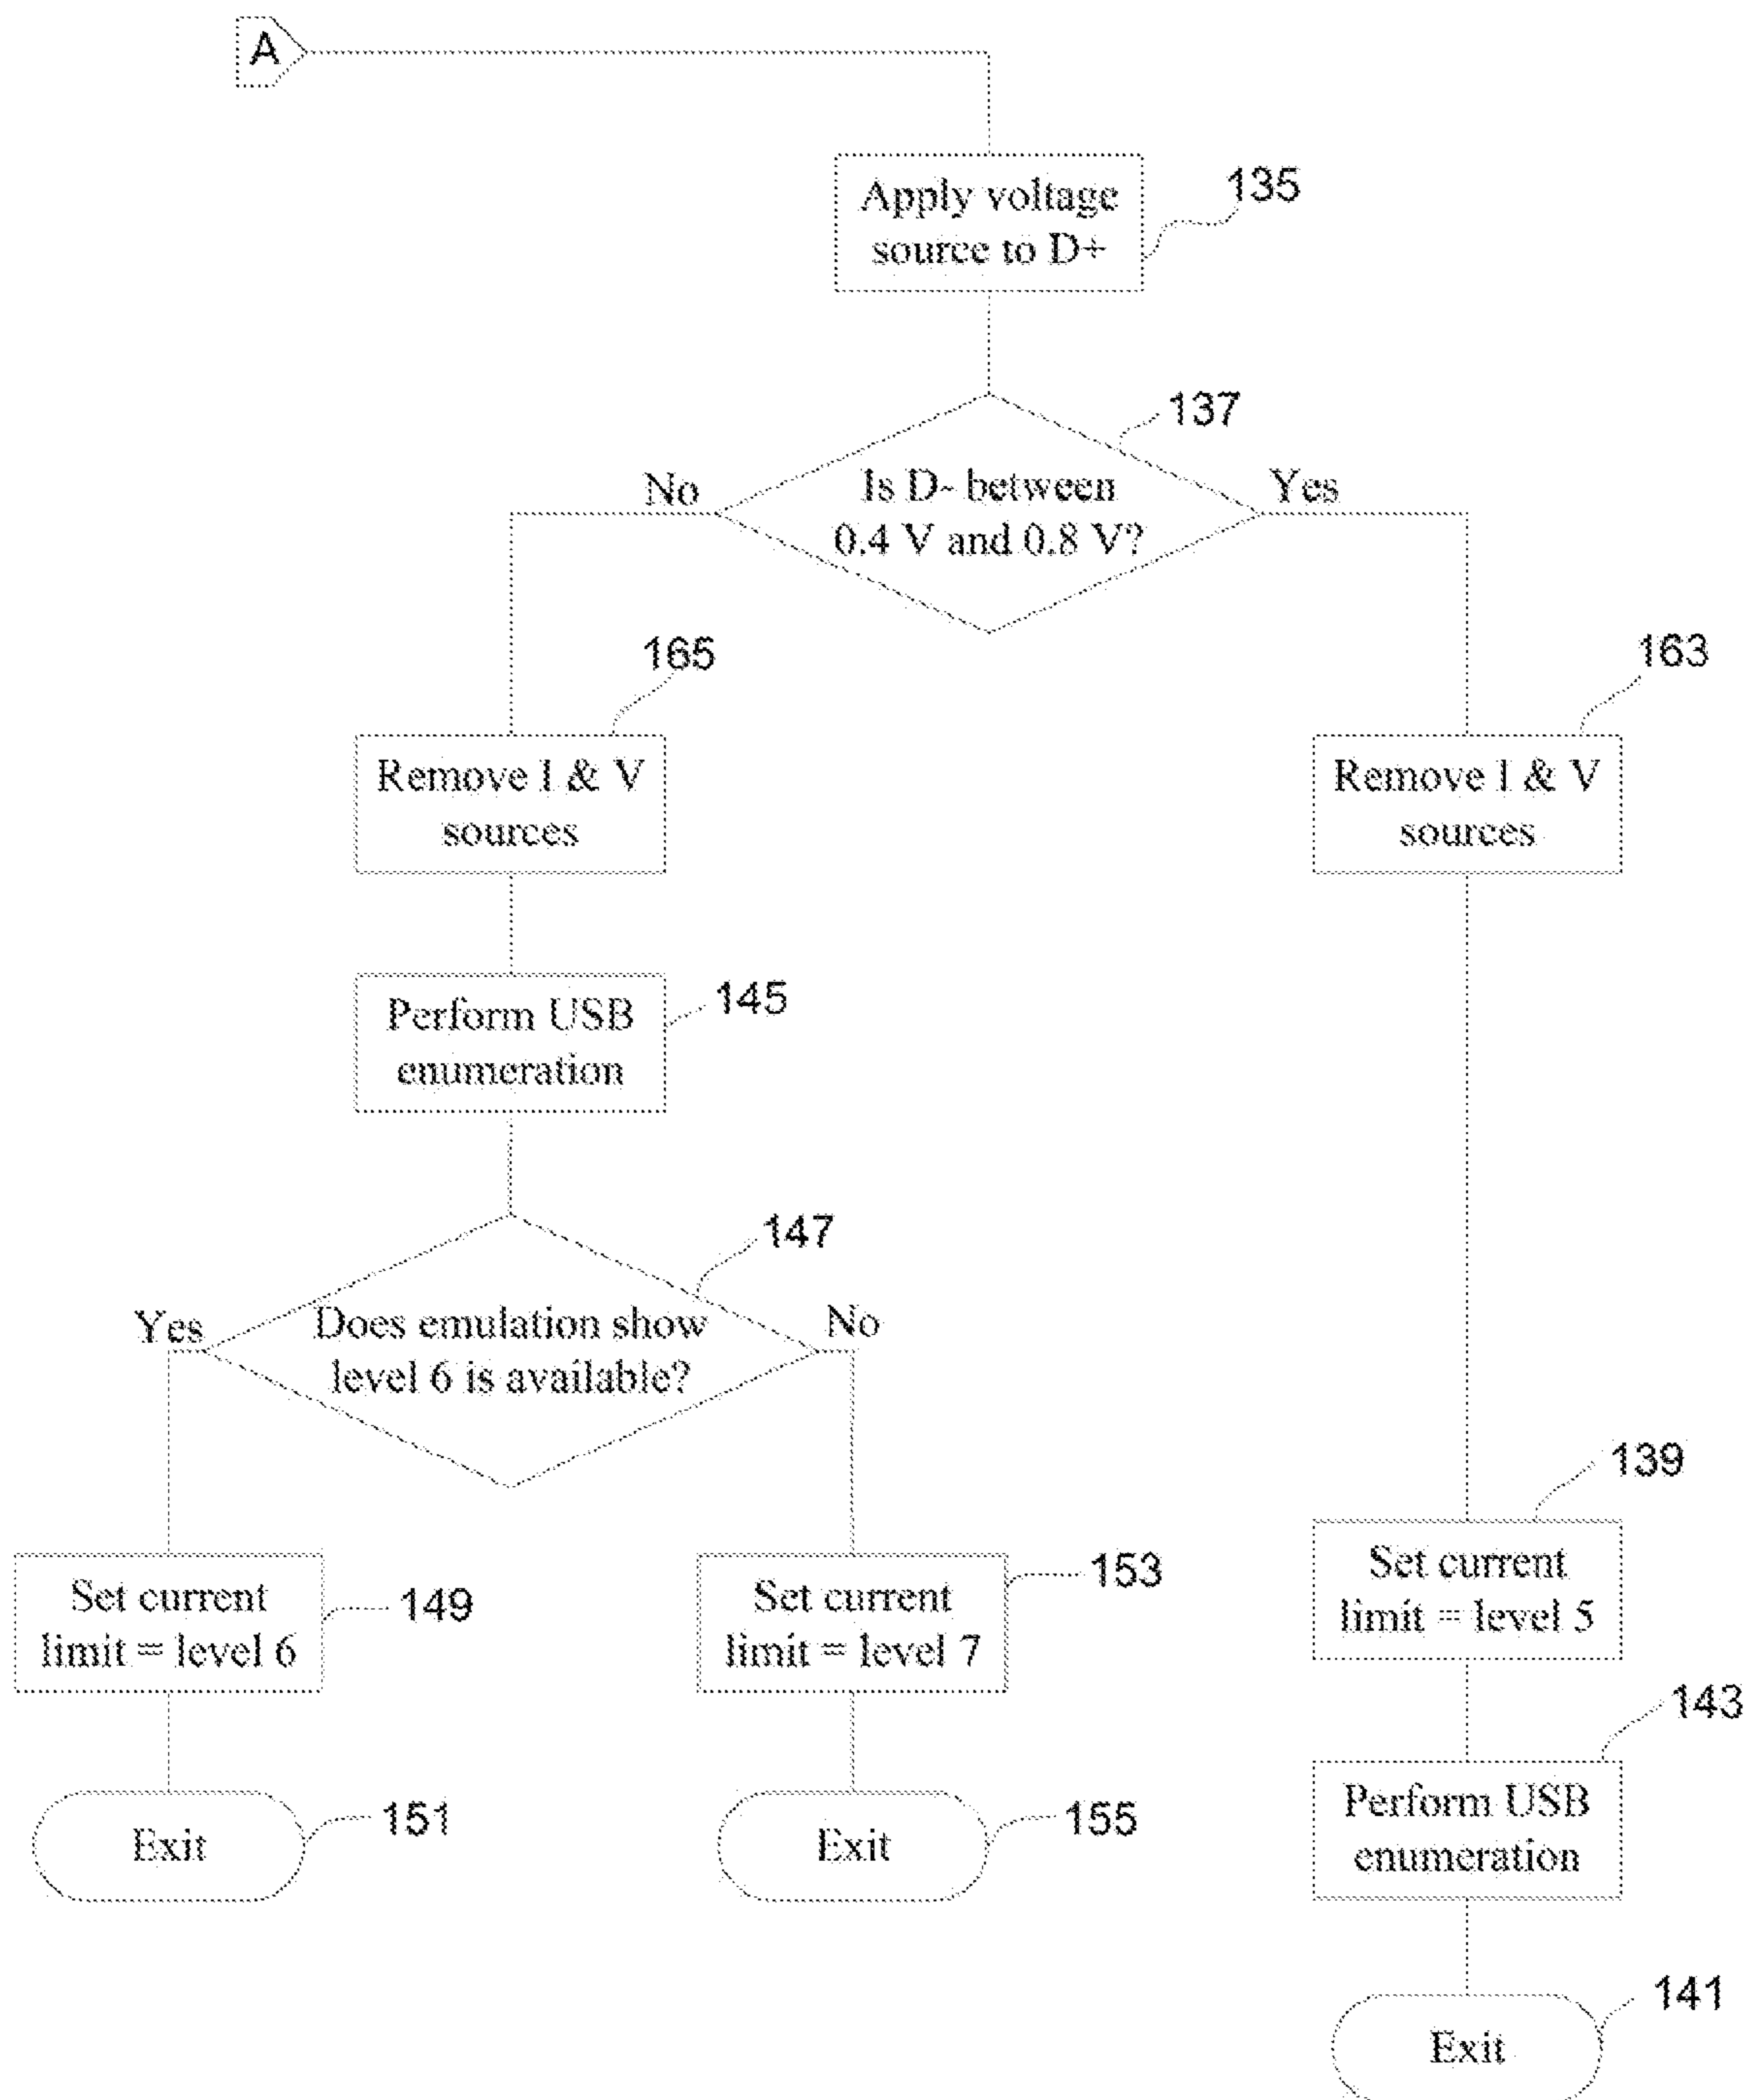 A
Apply voltage
source to D+
135
137
Is D- between
0.4 V and 0.8 V?
No
Yes
165
163
Remove I & V
sources
Remove I & V
sources
Perform USB
enumeration
145
147
Does emulation show
level 6 is available?
Yes
No
139
Set current
limit = level 6
149
Set current
limit = level 7
153
Set current
limit = level 5
143
Exit
151
Exit
155
Perform USB
enumeration
141
Exit